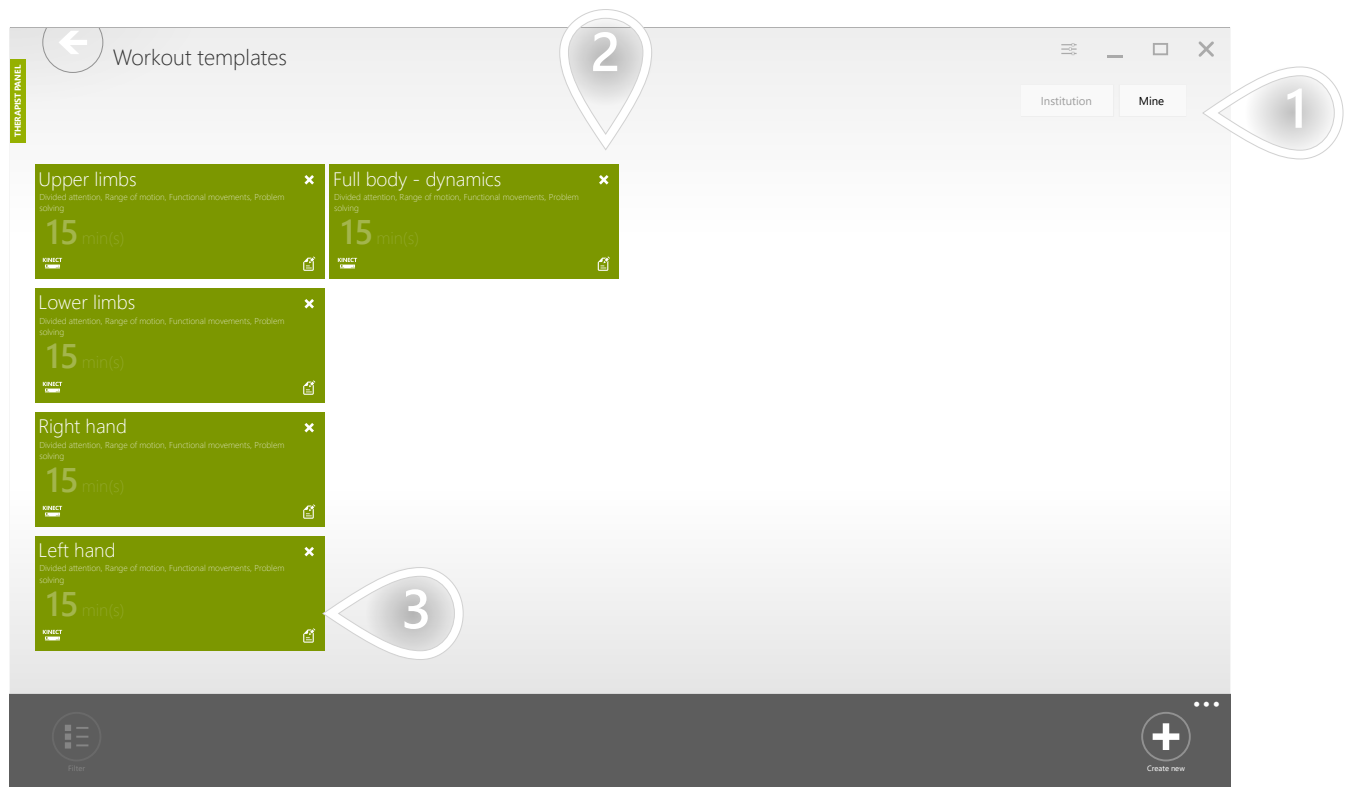 2
Workout templates
THERAPIST PANEL
Institution
Mine
1
Upper limbs
Divided attention, Range of motion, Functional movements, Problem
solving
15 min(s)
KINECT
Full body - dynamics
Divided attention, Range of motion, Functional movements, Problem
solving
15 min(s)
KINECT
Lower limbs
Divided attention, Range of motion, Functional movements, Problem
solving
15 min(s)
KINECT
Right hand
Divided attention, Range of motion, Functional movements, Problem
solving
15 min(s)
KINECT
Left hand
Divided attention, Range of motion, Functional movements, Problem
solving
15 min(s)
KINECT
3
Filter
Create new